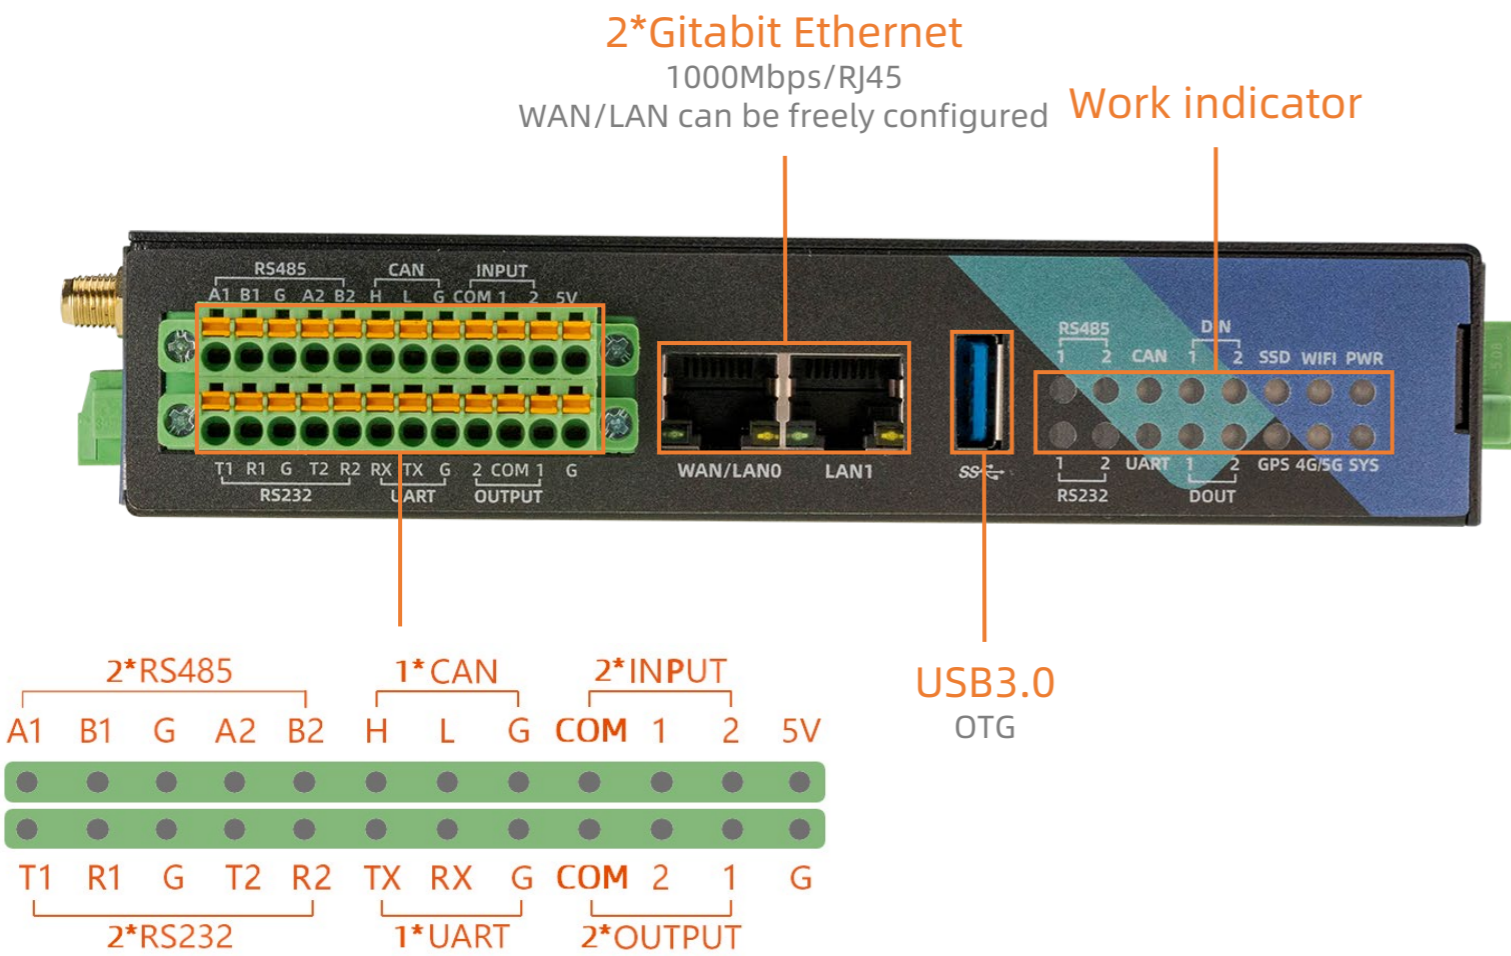 2*Gitabit Ethernet
1000Mbps/RJ45
WAN/LAN can be freely configured
Work indicator
RS485 CAN INPUT
A1 B1 G A2 B2 H L G COM 1 2 5V
RS485 DIN
1 2 CAN 1 2 SSD WIFI PWR
T1 R1 G T2 R2 RX TX G 2 COM 1 G
RS232 UART OUTPUT
WAN/LAN0 LAN1
SS
1 2 UART 1 2 GPS 4G/5G SYS
RS232 DOUT
2*RS485 1*CAN 2*INPUT
A1 B1 G A2 B2 H L G COM 1 2 5V
T1 R1 G T2 R2 TX RX G COM 2 1 G
2*RS232 1*UART 2*OUTPUT
USB3.0
OTG